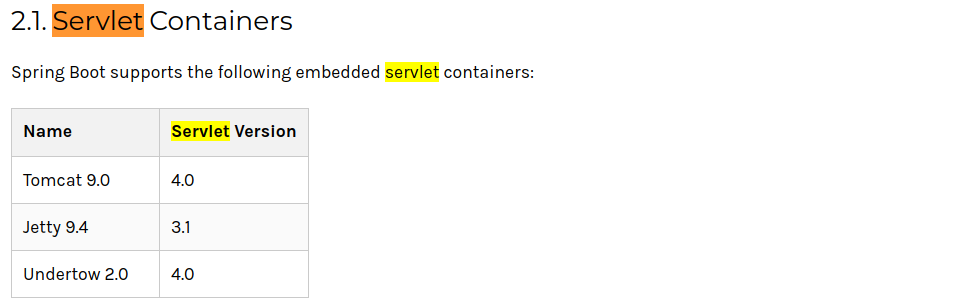 2.1. Servlet Containers
Spring Boot supports the following embedded servlet containers:
Name Servlet Version
Tomcat 9.0 4.0
Jetty 9.4 3.1
Undertow 2.0 4.0